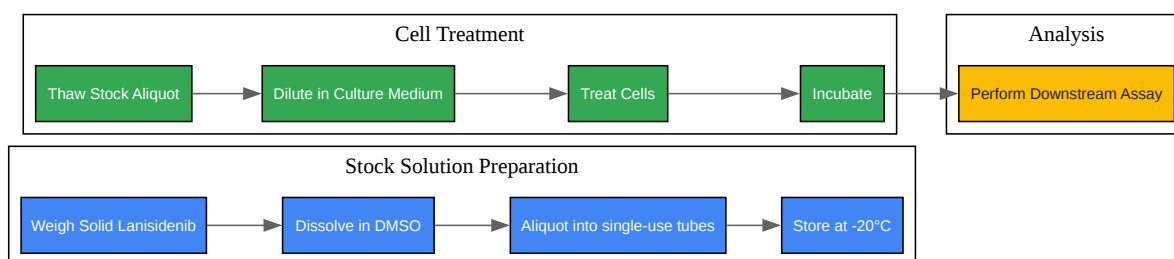 Cell Treatment
Thaw Stock Aliquot
Dilute in Culture Medium
Treat Cells
Incubate
Analysis
Perform Downstream Assay
Stock Solution Preparation
Weigh Solid Lanisidenib
Dissolve in DMSO
Aliquot into single-use tubes
Store at -20°C